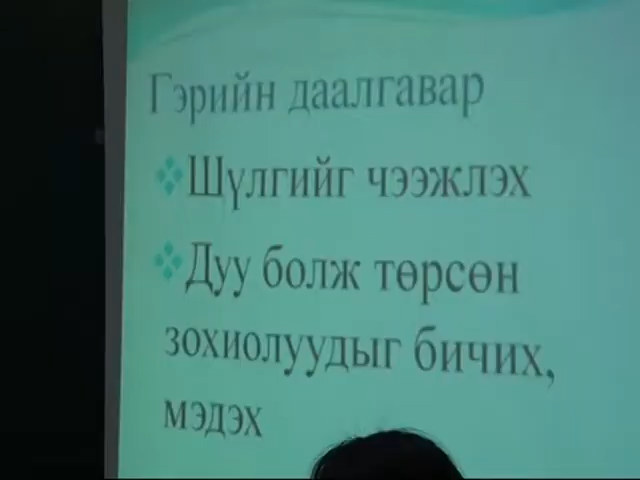 Гэрийн даалгавар
Шүлгийг чээжлэх
Дуу болж төрсөн
зохиолуудыг бичих,
мэдэх